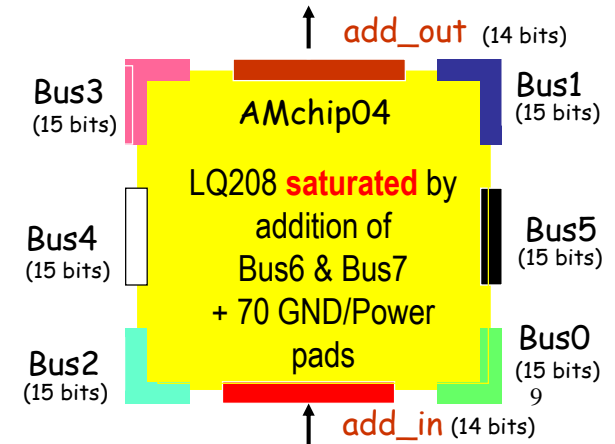 add_out (14 bits)
Bus3
(15 bits)
Bus1
(15 bits)
AMchip04
LQ208 saturated by
addition of
Bus6 & Bus7
+ 70 GND/Power
pads
Bus4
(15 bits)
Bus5
(15 bits)
Bus2
(15 bits)
Bus0
(15 bits)
9
add_in (14 bits)